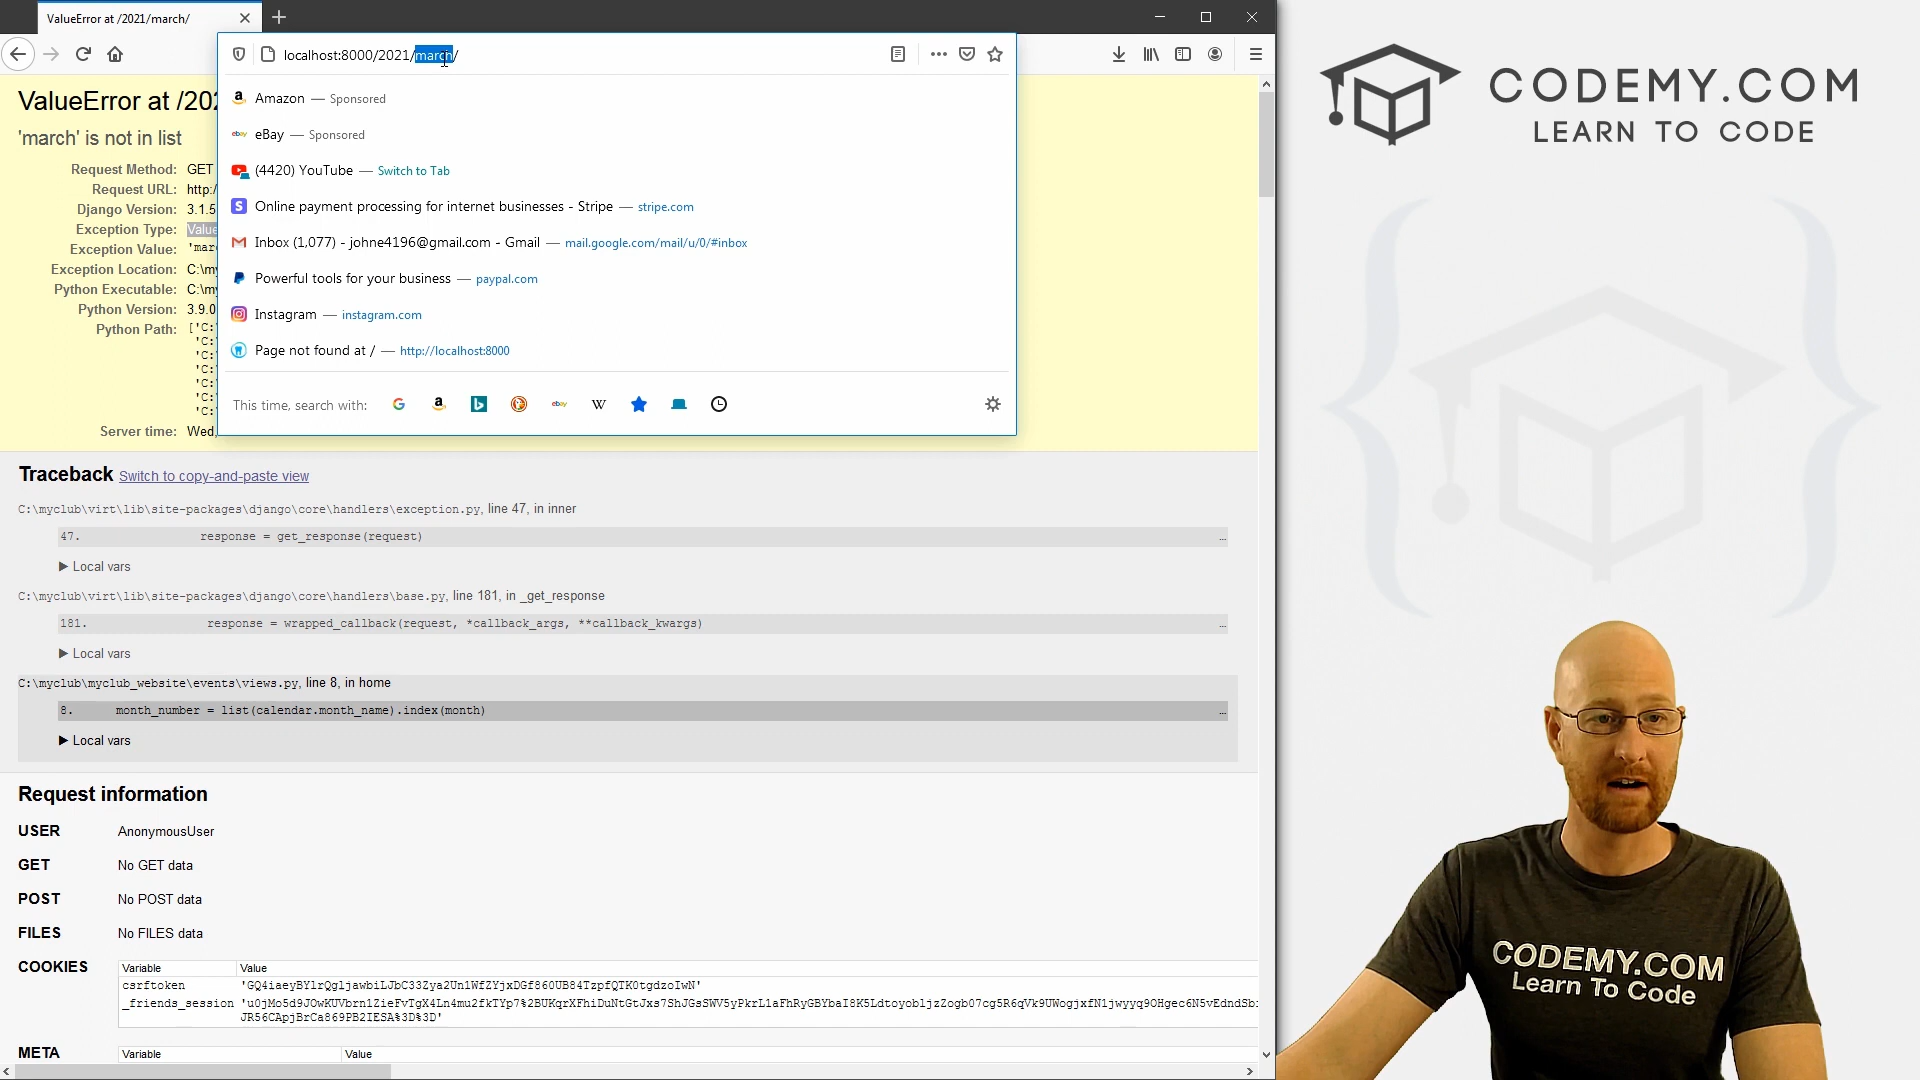 ValueError at /2021/march/
localhost:8000/2021/march/
Amazon — Sponsored
eBay — Sponsored
(4420) YouTube — Switch to Tab
Online payment processing for internet businesses - Stripe — stripe.com
Inbox (1,077) - johne4196@gmail.com - Gmail — mail.google.com/mail/u/0/#inbox
Powerful tools for your business — paypal.com
Instagram — instagram.com
Page not found at / — http://localhost:8000
This time, search with:
ValueError at /202
'march' is not in list
Request Method: GET
Request URL: http:/
Django Version: 3.1.5
Exception Type: Value
Exception Value: 'mar
Exception Location: C:\my
Python Executable: C:\my
Python Version: 3.9.0
Python Path: ['C:
'C:
'C:
'C:
'C:
'C:
'C:
Server time: Wed,
Traceback Switch to copy-and-paste view
C:\myclub\virt\lib\site-packages\django\core\handlers\exception.py, line 47, in inner
47. response = get_response(request) …
▶ Local vars
C:\myclub\virt\lib\site-packages\django\core\handlers\base.py, line 181, in _get_response
181. response = wrapped_callback(request, *callback_args, **callback_kwargs) …
▶ Local vars
C:\myclub\myclub_website\events\views.py, line 8, in home
8. month_number = list(calendar.month_name).index(month) …
▶ Local vars
Request information
USER AnonymousUser
GET No GET data
POST No POST data
FILES No FILES data
COOKIES Variable Value
csrftoken
_friends_session
META Variable Value
CODEMY.COM
LEARN TO CODE
CODEMY.COM
Learn To Code